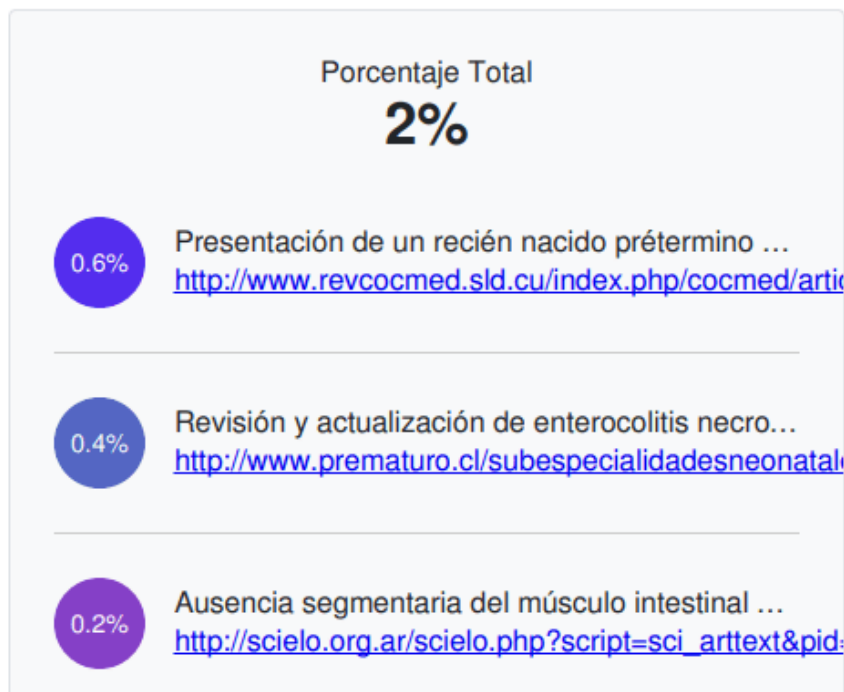 Porcentaje Total
2%
0.6%
Presentación de un recién nacido prétermino ...
http://www.revcocmed.sld.cu/index.php/cocmed/artic
0.4%
Revisión y actualización de enterocolitis necro...
http://www.prematuro.cl/subespecialidadesneonatale
0.2%
Ausencia segmentaria del músculo intestinal ...
http://scielo.org.ar/scielo.php?script=sci_arttext&pid=